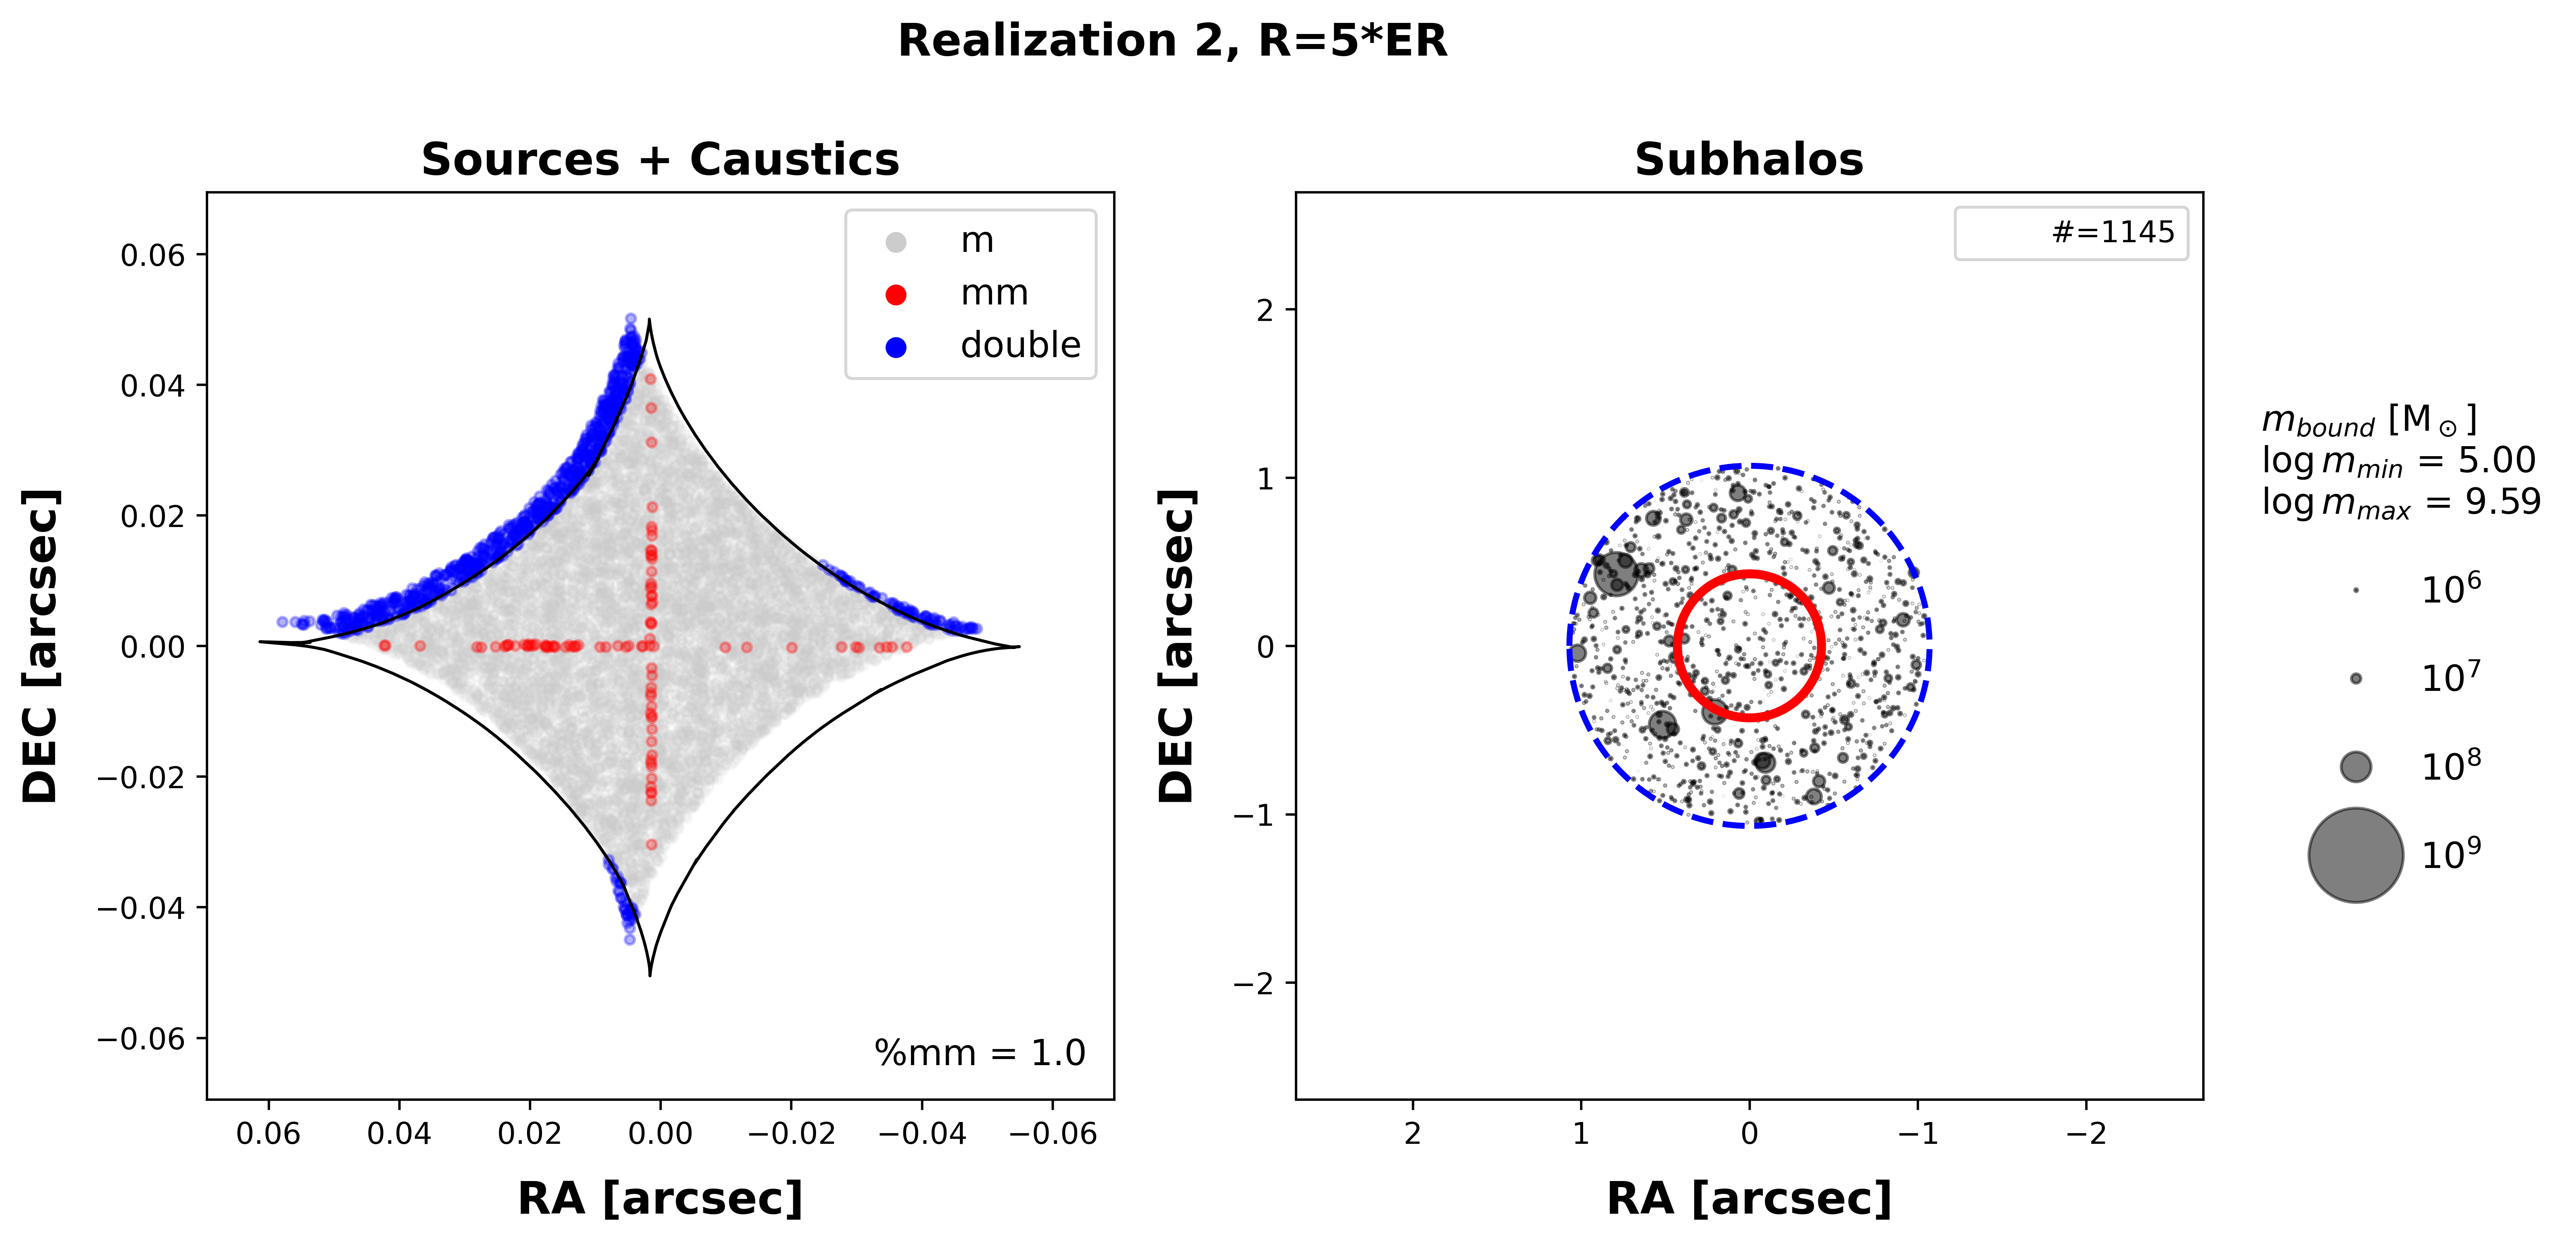 Realization 2, R=5*ER
Sources + Caustics
m
mm
double
%mm = 1.0
0.06
0.04
0.02
0.00
−0.02
−0.04
−0.06
DEC [arcsec]
0.06
0.04
0.02
0.00
−0.02
−0.04
−0.06
RA [arcsec]
Subhalos
#=1145
2
1
0
−1
−2
DEC [arcsec]
2
1
0
−1
−2
RA [arcsec]
m_bound [M_⊙]
log m_min = 5.00
log m_max = 9.59
10^6
10^7
10^8
10^9